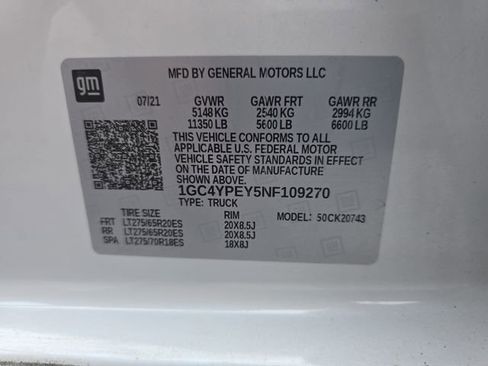 gm
MFD BY GENERAL MOTORS LLC
07/21 GVWR GAWR FRT GAWR RR
5148 KG 2540 KG 2994 KG
11350 LB 5600 LB 6600 LB
THIS VEHICLE CONFORMS TO ALL
APPLICABLE U.S. FEDERAL MOTOR
VEHICLE SAFETY STANDARDS IN EFFECT
ON THE DATE OF MANUFACTURE
SHOWN ABOVE.
1GC4YPEY5NF109270
TYPE: TRUCK
TIRE SIZE RIM MODEL: 50CK20743
FRT LT275/65R20ES 20X8.5J
RR LT275/65R20ES 20X8.5J
SPA LT275/70R18ES 18X8J